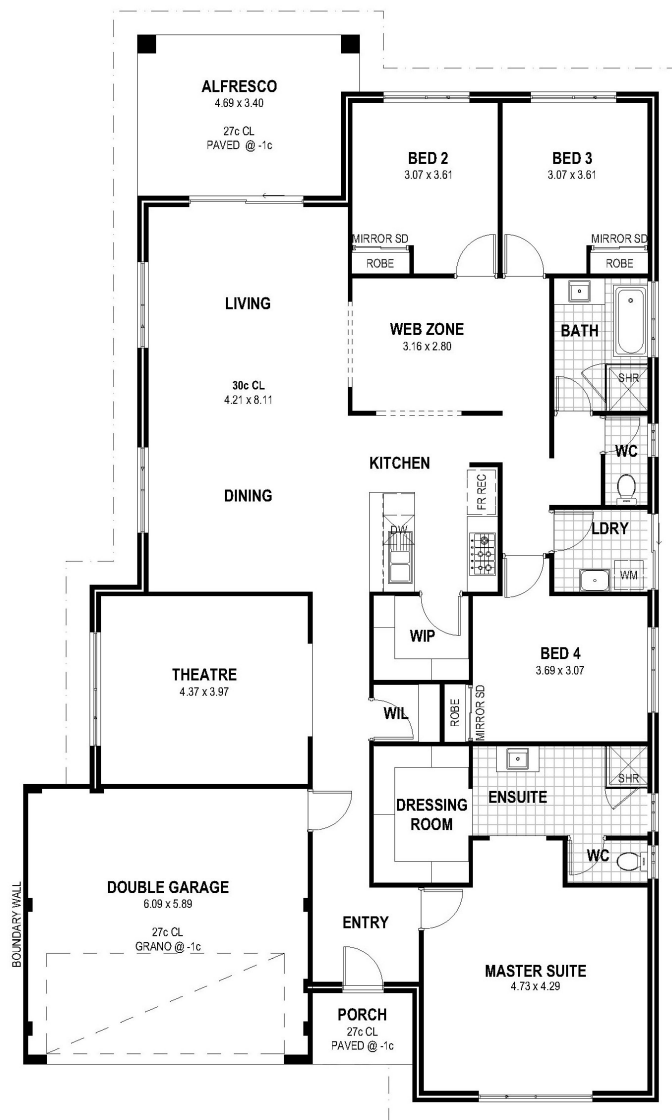 ALFRESCO
4.69 x 3.40
27c CL
PAVED @ -1c
BED 2
3.07 x 3.61
BED 3
3.07 x 3.61
MIRROR SD
ROBE
MIRROR SD
ROBE
LIVING
WEB ZONE
3.16 x 2.80
BATH
SHR
30c CL
4.21 x 8.11
KITCHEN
WC
FR REC
DINING
DW
LDRY
WM
WIP
BED 4
3.69 x 3.07
THEATRE
4.37 x 3.97
WIL
ROBE
MIRROR SD
SHR
ENSUITE
DRESSING
ROOM
WC
DOUBLE GARAGE
6.09 x 5.89
27c CL
GRANO @ -1c
BOUNDARY WALL
ENTRY
MASTER SUITE
4.73 x 4.29
PORCH
27c CL
PAVED @ -1c